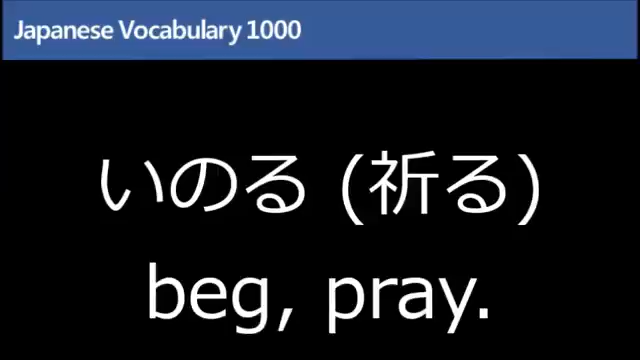 Japanese Vocabulary 1000
いのる (祈る)
beg, pray.